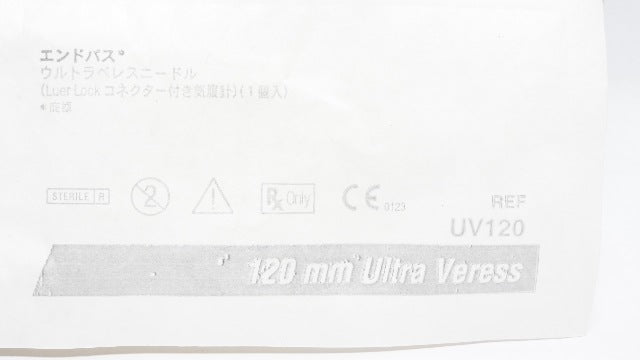 エンドパス*
ウルトラベレスニードル
(Luer Lock コネクター付き気腹針) (1個入)
STERILE R
2
Rx Only
CE 0123
REF
UV120
120 mm Ultra Veress